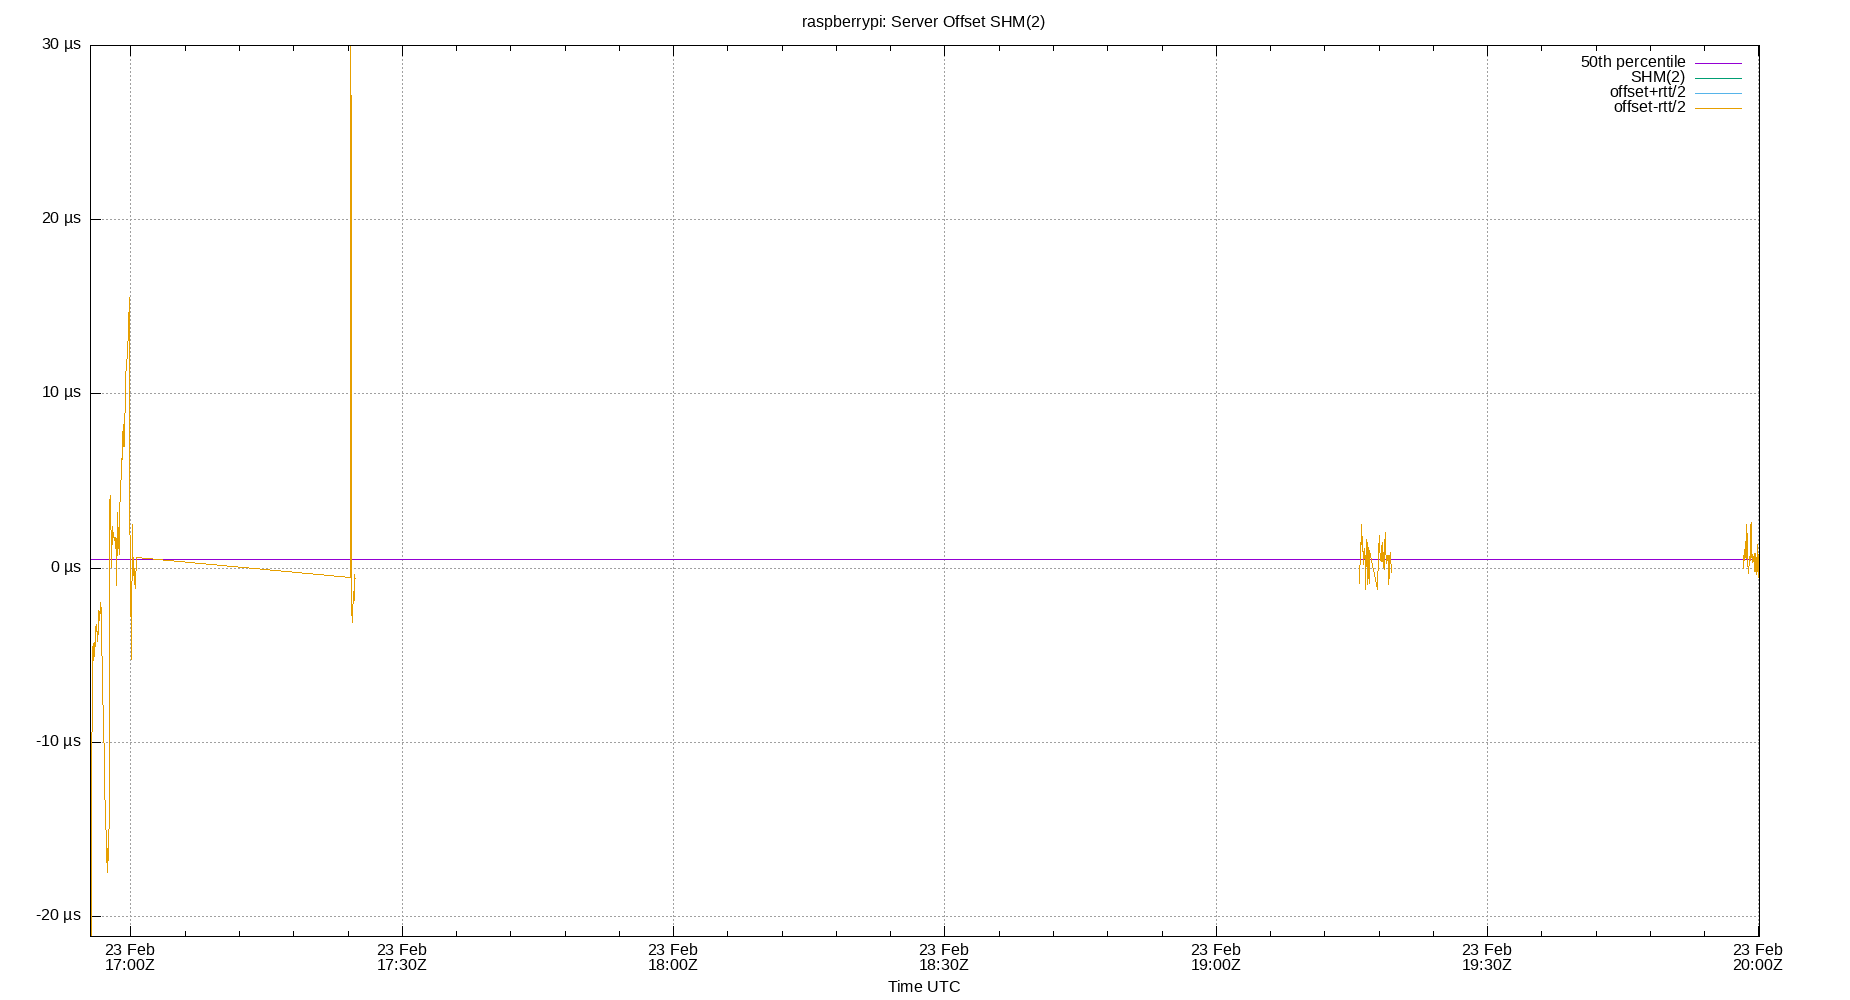 raspberrypi: Server Offset SHM(2)
30 µs
20 µs
10 µs
0 µs
-10 µs
-20 µs
50th percentile
SHM(2)
offset+rtt/2
offset-rtt/2
23 Feb 23 Feb 23 Feb 23 Feb 23 Feb 23 Feb 23 Feb
17:00Z 17:30Z 18:00Z 18:30Z 19:00Z 19:30Z 20:00Z
Time UTC